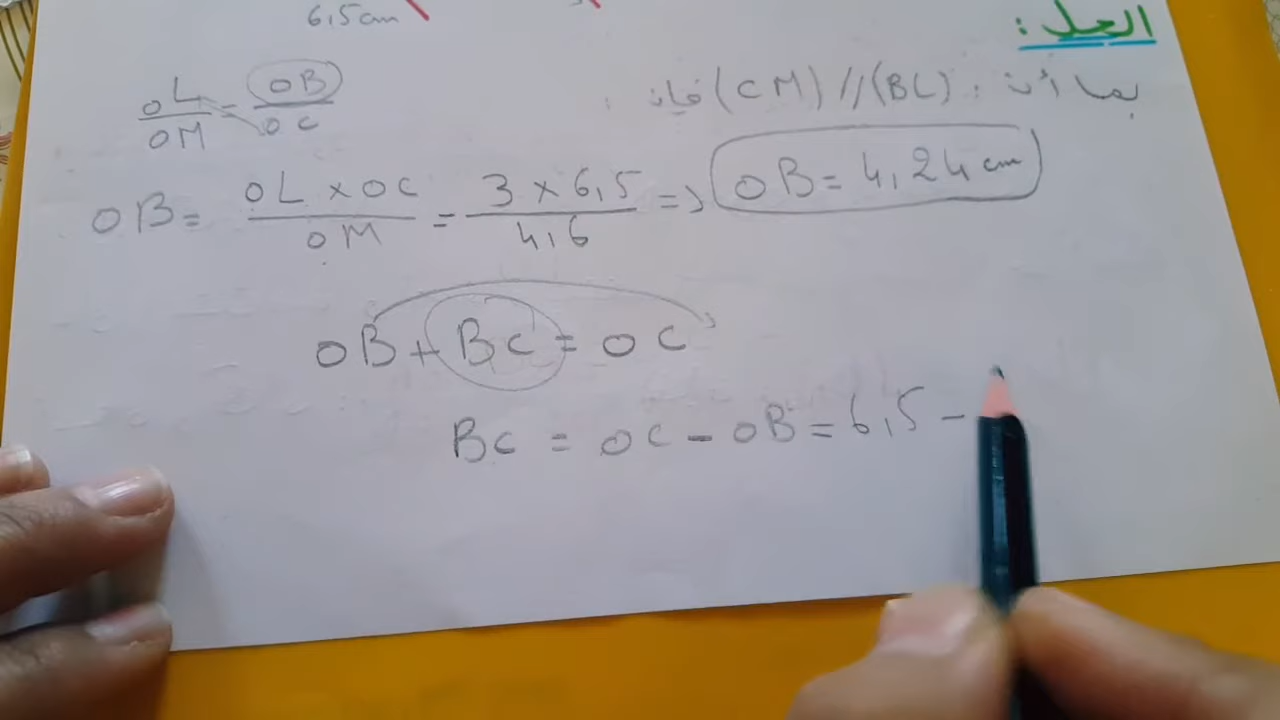 6,5cm
الحل :
بما أن : (CM) // (BL) فإن :
OL/OM = OB/OC
OB = OL × OC / OM = 3 × 6,5 / 4,6 => OB = 4,24 cm
OB + BC = OC
BC = OC - OB = 6,5 -